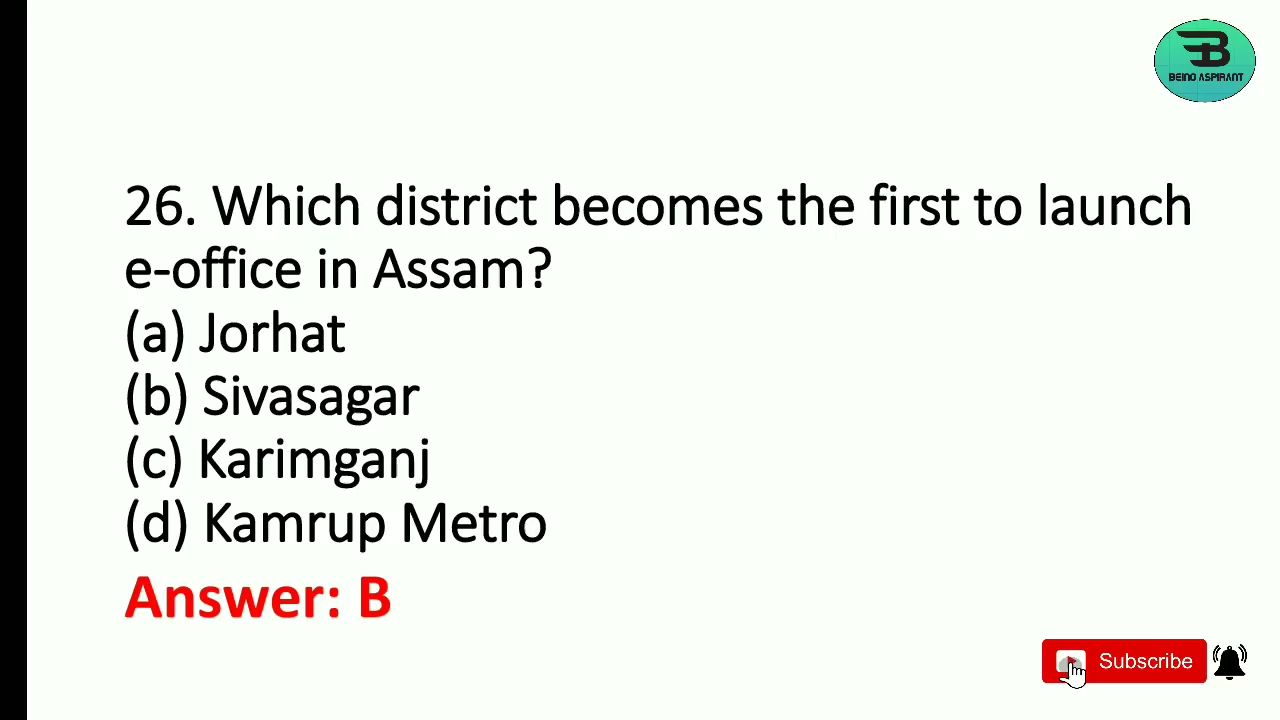 BEINO ASPIRANT
26. Which district becomes the first to launch
e-office in Assam?
(a) Jorhat
(b) Sivasagar
(c) Karimganj
(d) Kamrup Metro
Answer: B
Subscribe